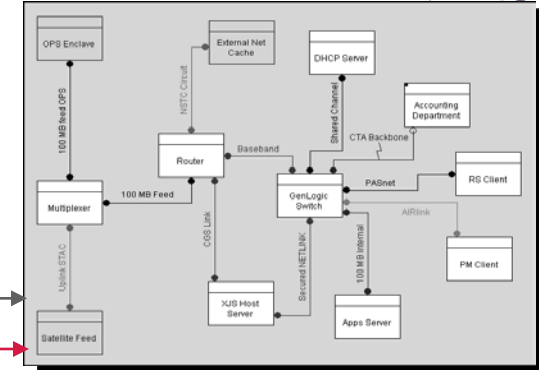 OPS Enclave
External Net
Cache
DHCP Server
Accounting
Department
100 MB feed OPS
NSTC Circuit
Shared Channel
CTA Backbone
Router
Baseband
PASnet
RS Client
Multiplexer
100 MB Feed
GenLogic
Switch
AIRlink
CGS Link
Uplink STAC
Secured NETLINK
100 MB Internal
PM Client
XJS Host
Server
Apps Server
Satellite Feed